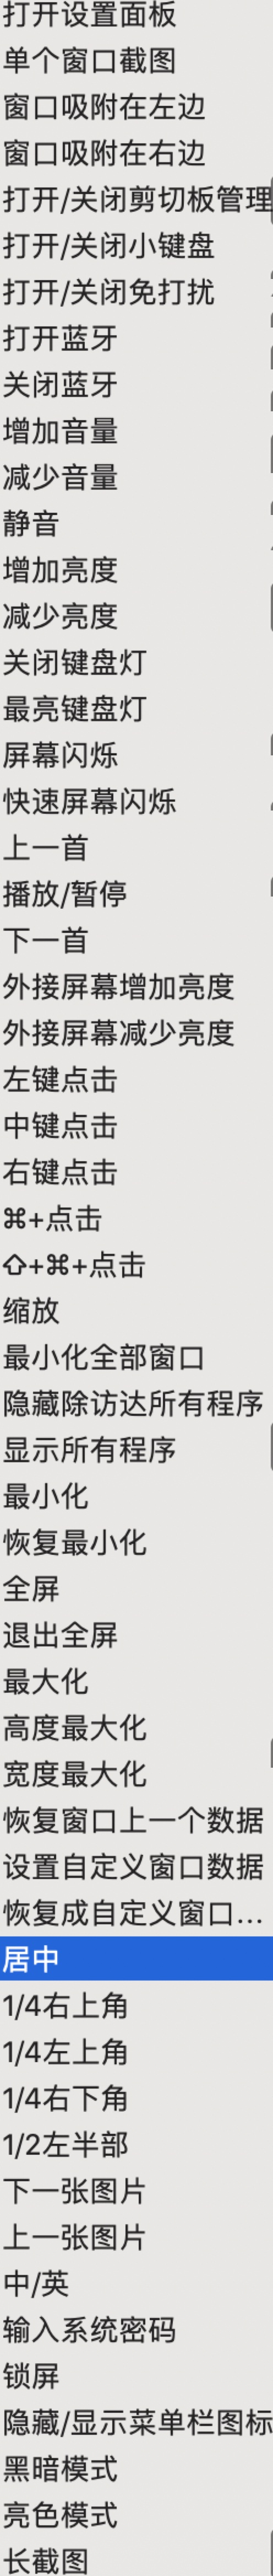 打开设置面板
单个窗口截图
窗口吸附在左边
窗口吸附在右边
打开/关闭剪切板管理
打开/关闭小键盘
打开/关闭免打扰
打开蓝牙
关闭蓝牙
增加音量
减少音量
静音
增加亮度
减少亮度
关闭键盘灯
最亮键盘灯
屏幕闪烁
快速屏幕闪烁
上一首
播放/暂停
下一首
外接屏幕增加亮度
外接屏幕减少亮度
左键点击
中键点击
右键点击
⌘+点击
⇧+⌘+点击
缩放
最小化全部窗口
隐藏除访达所有程序
显示所有程序
最小化
恢复最小化
全屏
退出全屏
最大化
高度最大化
宽度最大化
恢复窗口上一个数据
设置自定义窗口数据
恢复成自定义窗口...
居中
1/4右上角
1/4左上角
1/4右下角
1/2左半部
下一张图片
上一张图片
中/英
输入系统密码
锁屏
隐藏/显示菜单栏图标
黑暗模式
亮色模式
长截图